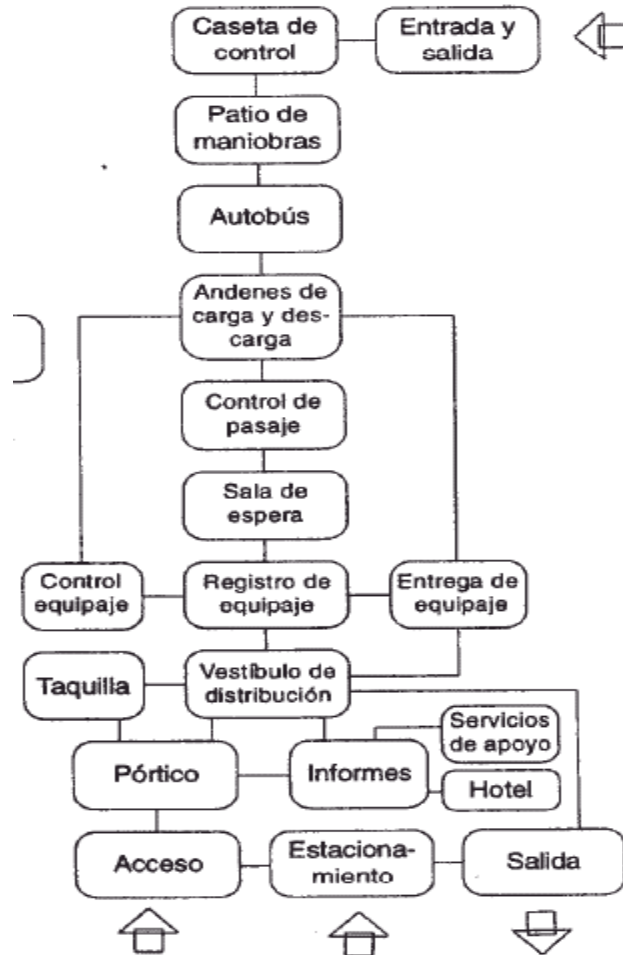 Caseta de
control
Entrada y
salida
Patio de
maniobras
Autobús
Andenes de
carga y des-
carga
Control de
pasaje
Sala de
espera
Control
equipaje
Registro de
equipaje
Entrega de
equipaje
Taquilla
Vestíbulo de
distribución
Servicios
de apoyo
Pórtico
Informes
Hotel
Acceso
Estaciona-
miento
Salida